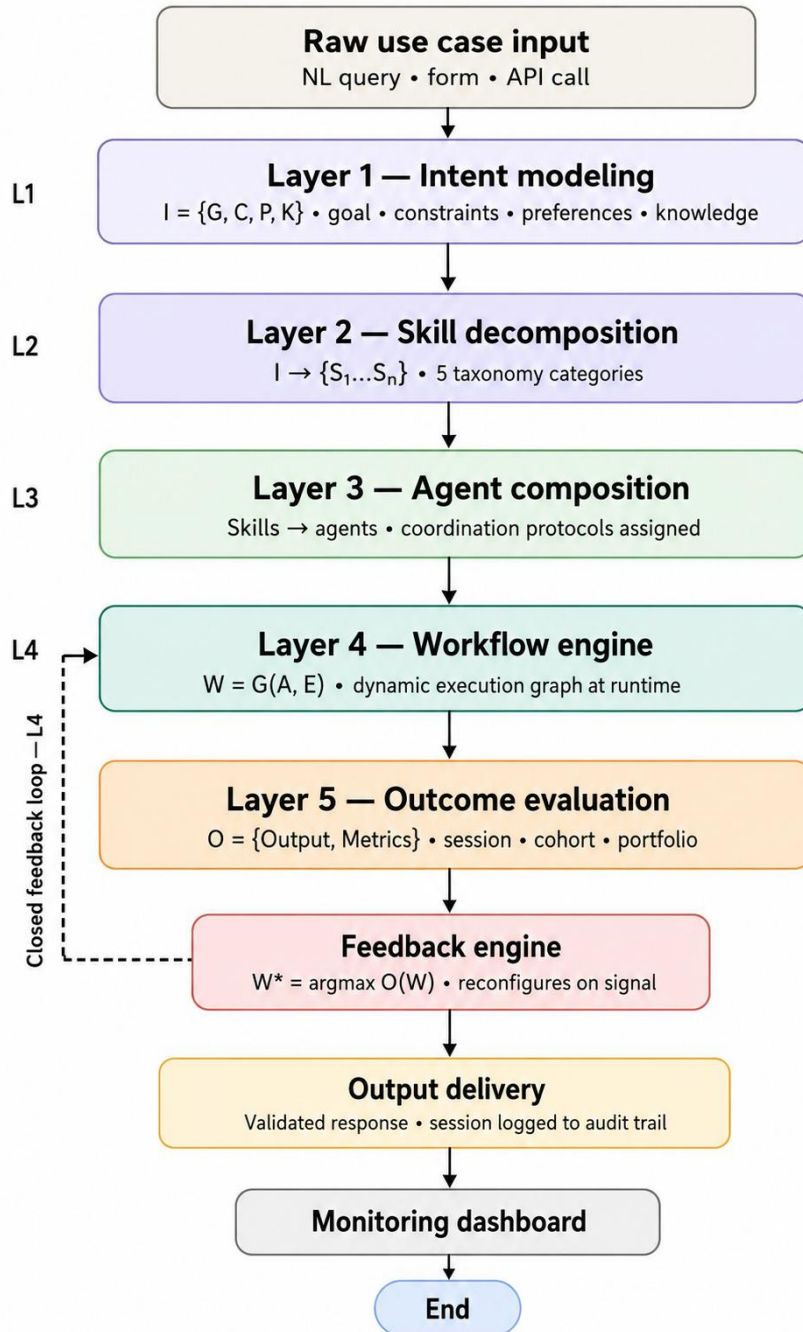 Raw use case input
NL query • form • API call
L1
Layer 1 — Intent modeling
I = {G, C, P, K} • goal • constraints • preferences • knowledge
L2
Layer 2 — Skill decomposition
I → {S₁...Sₙ} • 5 taxonomy categories
L3
Layer 3 — Agent composition
Skills → agents • coordination protocols assigned
L4
Layer 4 — Workflow engine
W = G(A, E) • dynamic execution graph at runtime
Closed feedback loop — L4
Layer 5 — Outcome evaluation
O = {Output, Metrics} • session • cohort • portfolio
Feedback engine
W* = argmax O(W) • reconfigures on signal
Output delivery
Validated response • session logged to audit trail
Monitoring dashboard
End